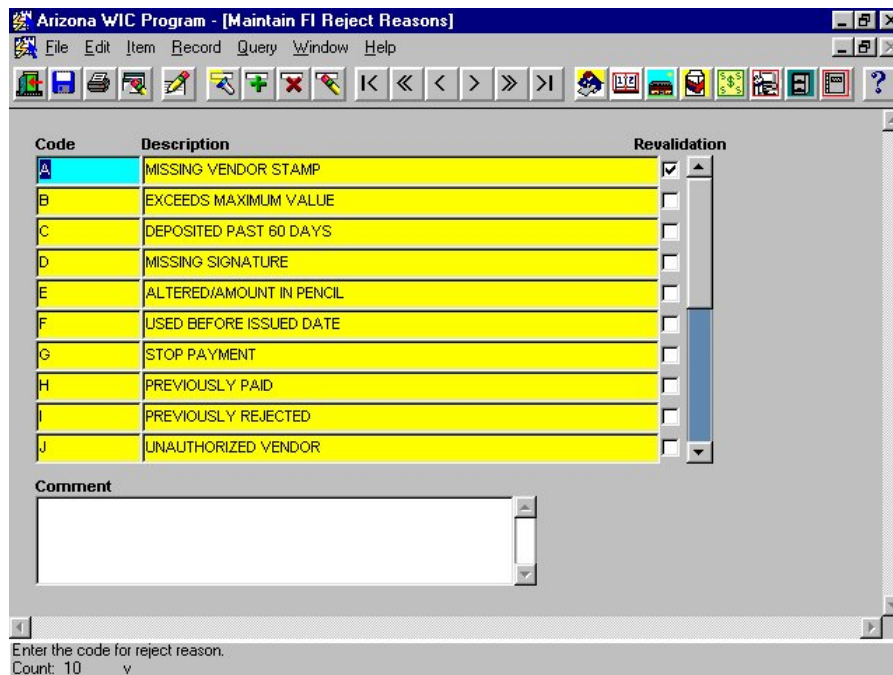 Arizona WIC Program - [Maintain FI Reject Reasons]
File Edit Item Record Query Window Help
Code Description Revalidation
A MISSING VENDOR STAMP
B EXCEEDS MAXIMUM VALUE
C DEPOSITED PAST 60 DAYS
D MISSING SIGNATURE
E ALTERED/AMOUNT IN PENCIL
F USED BEFORE ISSUED DATE
G STOP PAYMENT
H PREVIOUSLY PAID
I PREVIOUSLY REJECTED
J UNAUTHORIZED VENDOR
Comment
Enter the code for reject reason.
Count: 10 v